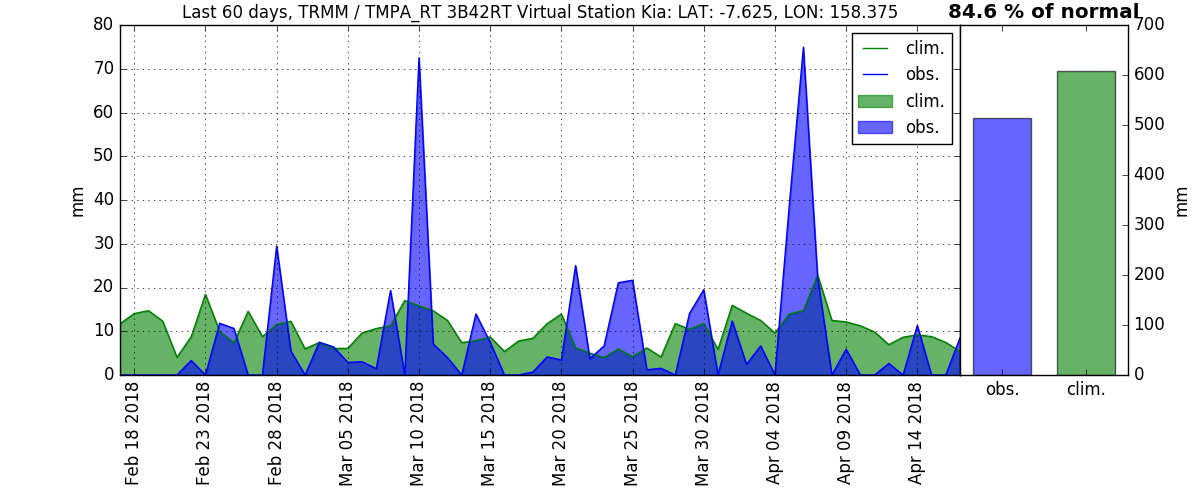 Last 60 days, TRMM / TMPA_RT 3B42RT Virtual Station Kia: LAT: -7.625, LON: 158.375
84.6 % of normal
80
70
60
50
40
30
20
10
0
mm
clim.
obs.
clim.
obs.
Feb 18 2018
Feb 23 2018
Feb 28 2018
Mar 05 2018
Mar 10 2018
Mar 15 2018
Mar 20 2018
Mar 25 2018
Mar 30 2018
Apr 04 2018
Apr 09 2018
Apr 14 2018
700
600
500
400
300
200
100
0
mm
obs.
clim.